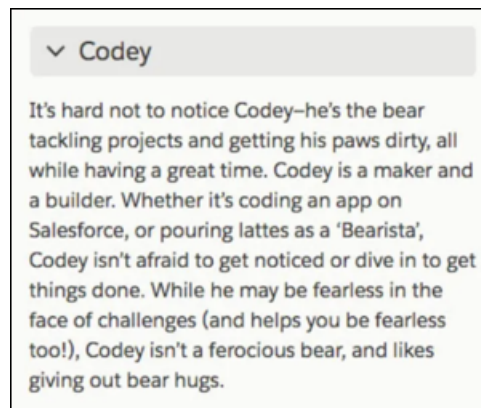 Codey
It's hard not to notice Codey–he's the bear
tackling projects and getting his paws dirty, all
while having a great time. Codey is a maker and
a builder. Whether it's coding an app on
Salesforce, or pouring lattes as a 'Bearista',
Codey isn't afraid to get noticed or dive in to get
things done. While he may be fearless in the
face of challenges (and helps you be fearless
too!), Codey isn't a ferocious bear, and likes
giving out bear hugs.